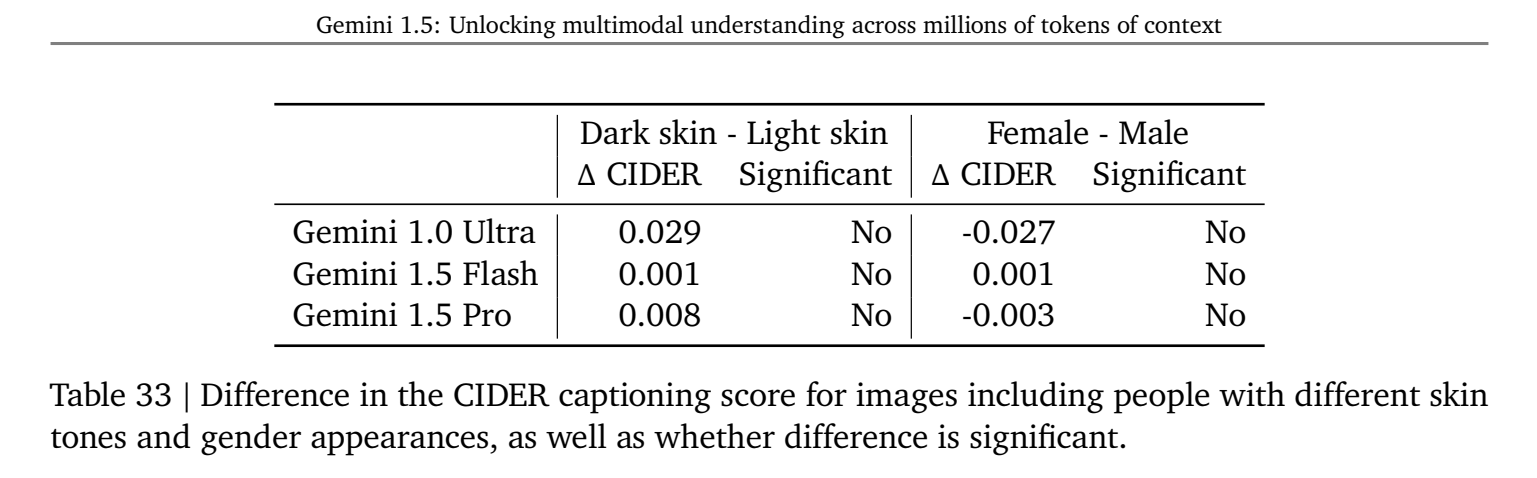 Gemini 1.5: Unlocking multimodal understanding across millions of tokens of context
Dark skin - Light skin Female - Male
Δ CIDER Significant Δ CIDER Significant
Gemini 1.0 Ultra 0.029 No -0.027 No
Gemini 1.5 Flash 0.001 No 0.001 No
Gemini 1.5 Pro 0.008 No -0.003 No
Table 33 | Difference in the CIDER captioning score for images including people with different skin
tones and gender appearances, as well as whether difference is significant.